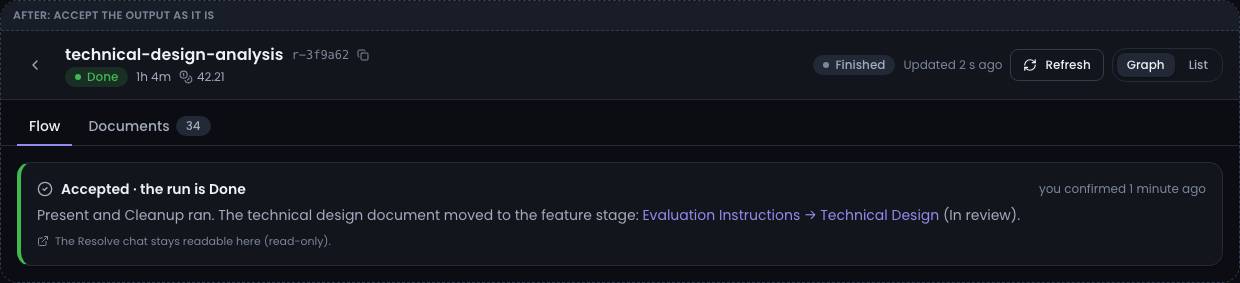 AFTER: ACCEPT THE OUTPUT AS IT IS
technical-design-analysis r-3f9a62
Done 1h 4m 42.21
Finished Updated 2 s ago Refresh Graph List
Flow Documents 34
Accepted · the run is Done you confirmed 1 minute ago
Present and Cleanup ran. The technical design document moved to the feature stage: Evaluation Instructions → Technical Design (In review).
The Resolve chat stays readable here (read-only).